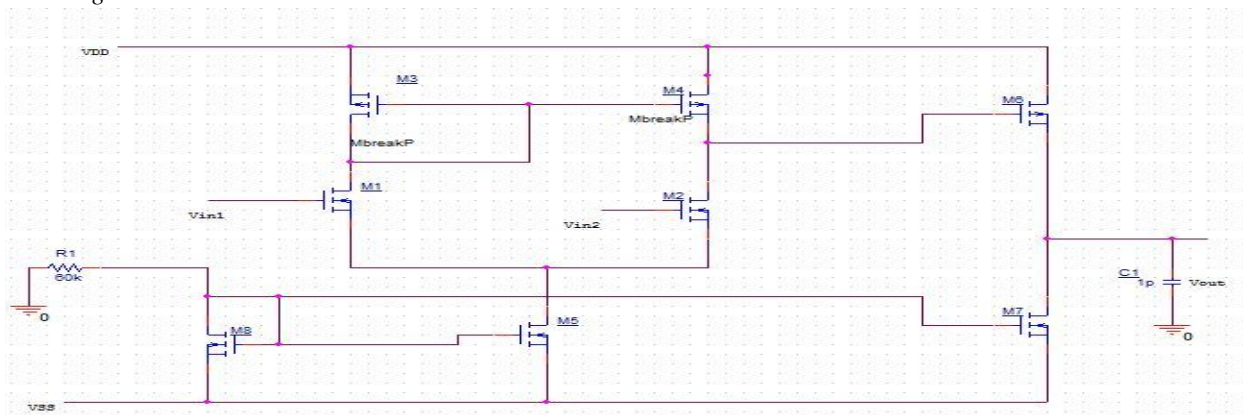 VDD
M3
M4
M6
MbreakP
MbreakP
M1
M2
Vin1
Vin2
R1
60k
0
C1
1p
Vout
M8
M5
M7
0
VSS